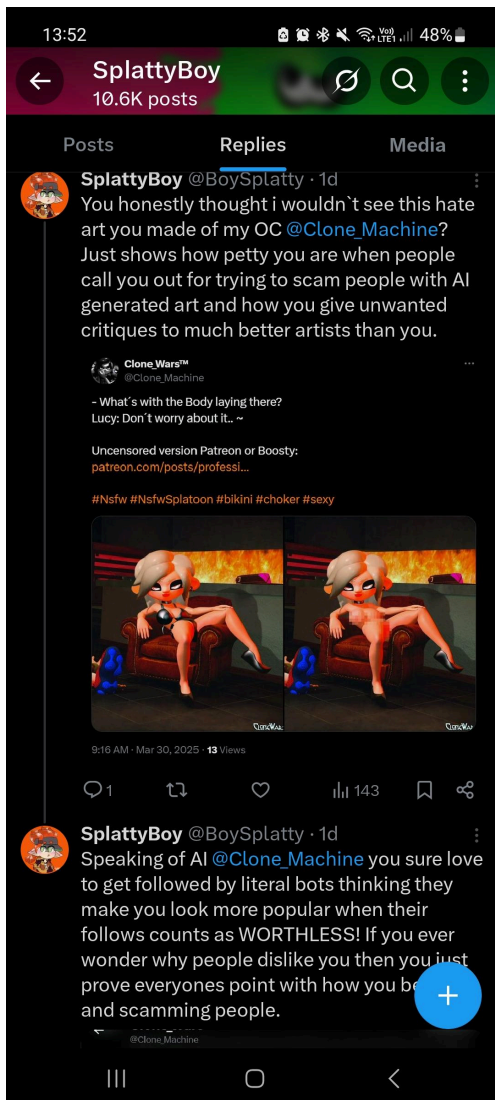 13:52
Vo)) LTE1 48%
SplattyBoy
10.6K posts
Posts Replies Media
SplattyBoy @BoySplatty · 1d
You honestly thought i wouldn`t see this hate
art you made of my OC @Clone_Machine?
Just shows how petty you are when people
call you out for trying to scam people with AI
generated art and how you give unwanted
critiques to much better artists than you.
Clone_Wars™
@Clone_Machine
- What´s with the Body laying there?
Lucy: Don´t worry about it.. ~
Uncensored version Patreon or Boosty:
patreon.com/posts/professi...
#Nsfw #NsfwSplatoon #bikini #choker #sexy
9:16 AM · Mar 30, 2025 · 13 Views
1 143
SplattyBoy @BoySplatty · 1d
Speaking of AI @Clone_Machine you sure love
to get followed by literal bots thinking they
make you look more popular when their
follows counts as WORTHLESS! If you ever
wonder why people dislike you then you just
prove everyones point with how you be
and scamming people.
@Clone_Machine